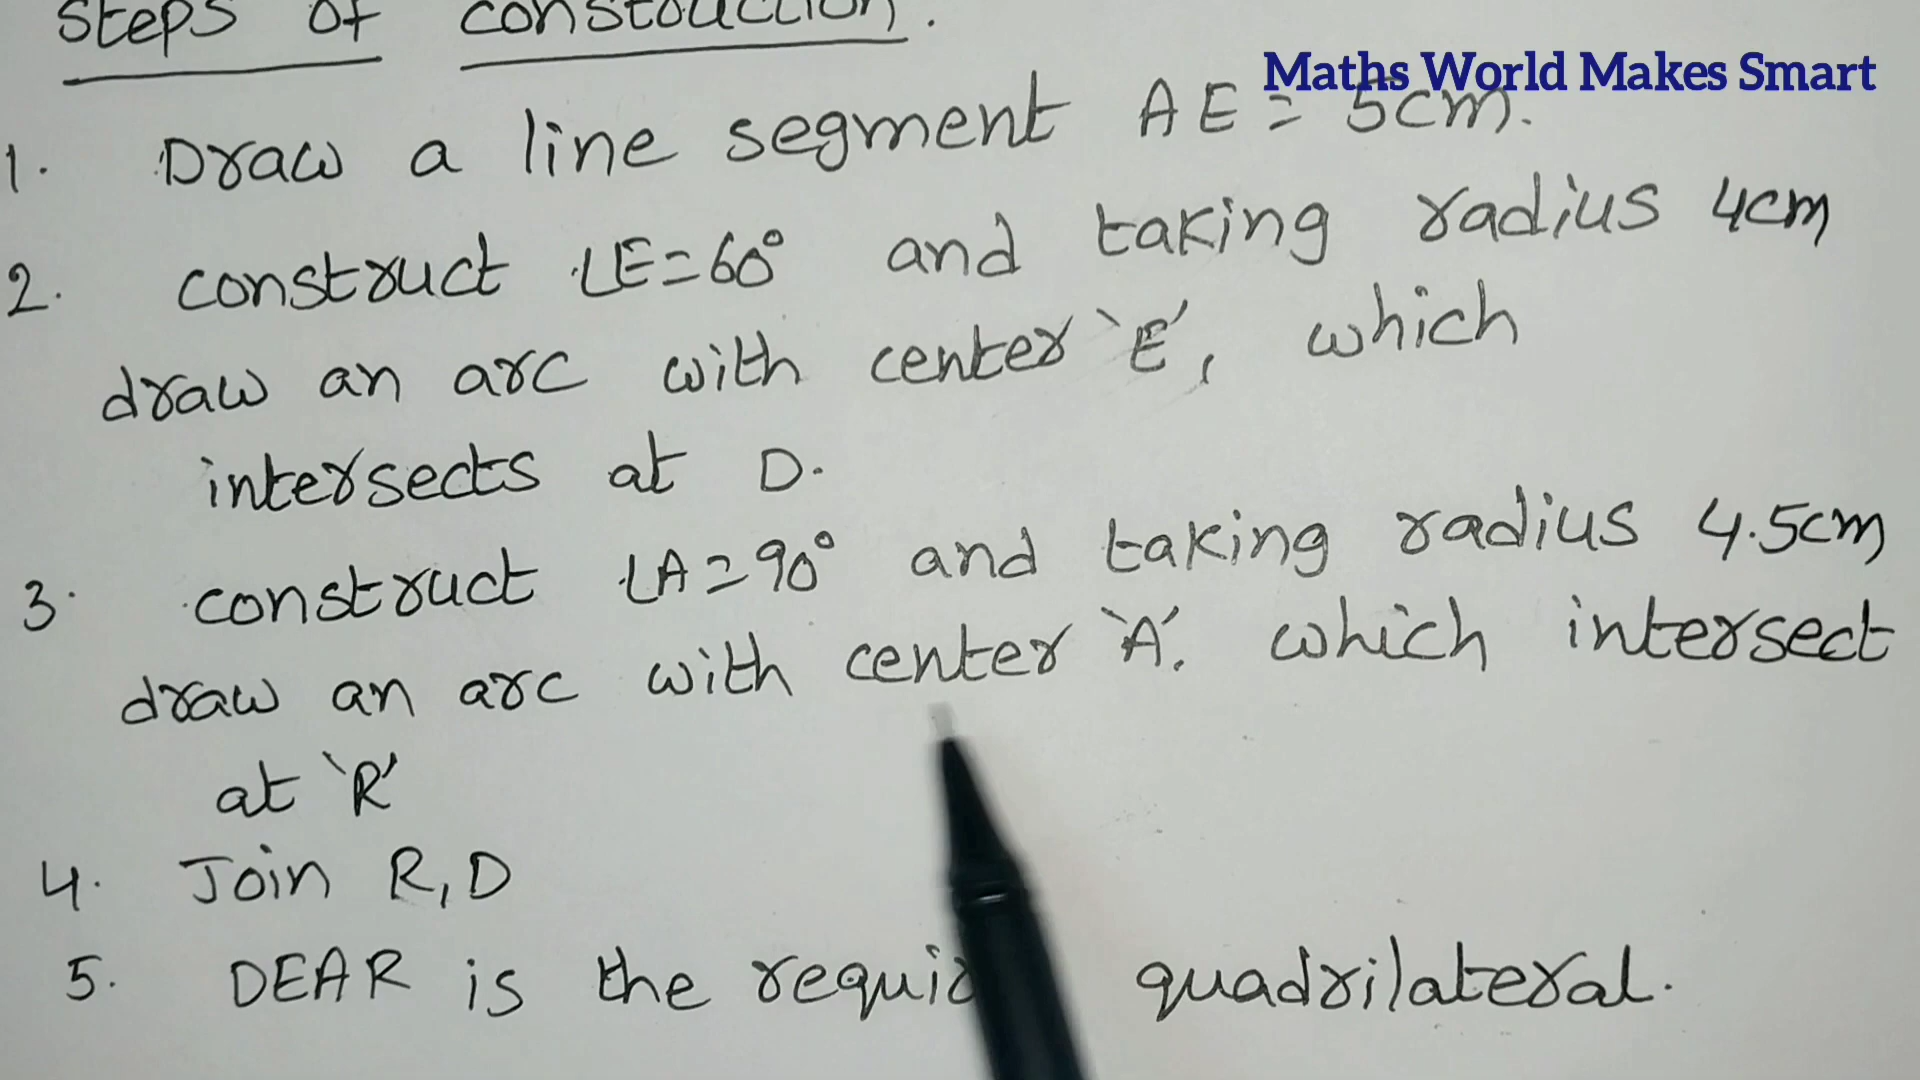 steps of construction.
Maths World Makes Smart
1. Draw a line segment AE = 5cm.
2. construct ∠E=60° and taking radius 4cm
draw an arc with center `E', which
intersects at D.
3. construct ∠A=90° and taking radius 4.5cm
draw an arc with center `A'. which intersect
at `R'
4. Join R,D
5. DEAR is the quadrilateral.